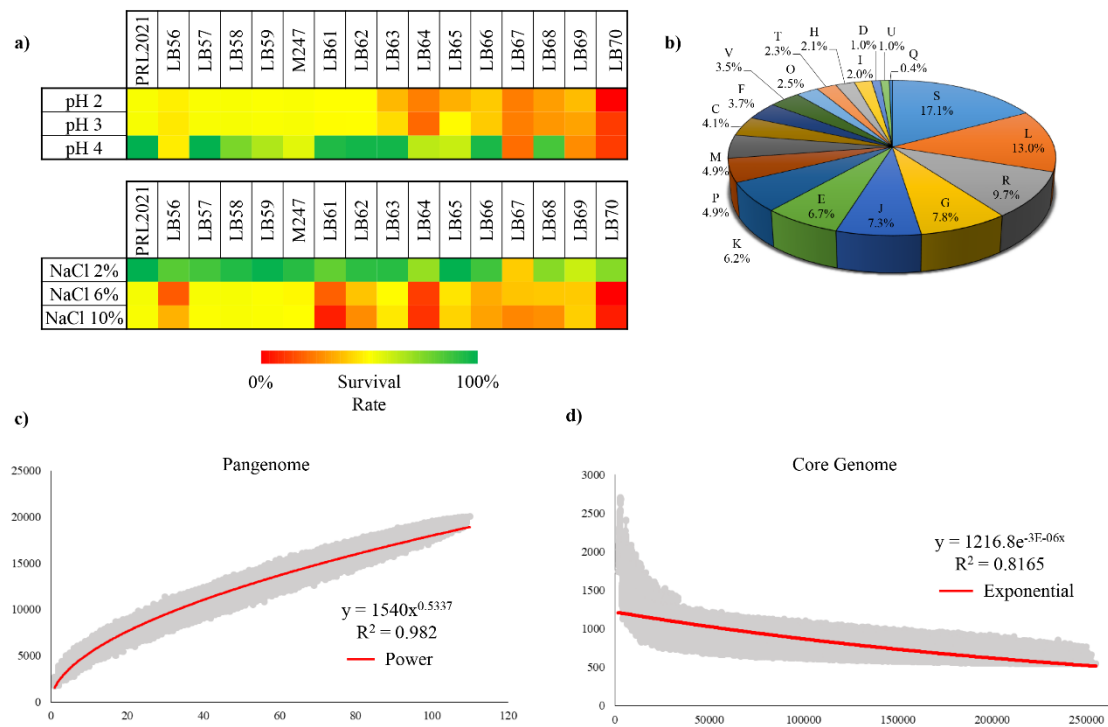 a)
PRL2021 LB56 LB57 LB58 LB59 M247 LB61 LB62 LB63 LB64 LB65 LB66 LB67 LB68 LB69 LB70
pH 2
pH 3
pH 4
PRL2021 LB56 LB57 LB58 LB59 M247 LB61 LB62 LB63 LB64 LB65 LB66 LB67 LB68 LB69 LB70
NaCl 2%
NaCl 6%
NaCl 10%
0% Survival 100%
Rate
b)
S
17.1%
L
13.0%
R
9.7%
G
7.8%
J
7.3%
E
6.7%
K
6.2%
P
4.9%
M
4.9%
C
4.1%
F
3.7%
V
3.5%
O
2.5%
T
2.3%
H
2.1%
I
2.0%
D
1.0%
U
1.0%
Q
0.4%
c)
Pangenome
25000
20000
15000
10000
5000
0
0 20 40 60 80 100 120
y = 1540x^0.5337
R² = 0.982
Power
d)
Core Genome
3000
2500
2000
1500
1000
500
0
0 50000 100000 150000 200000 250000
y = 1216.8e^-3E-06x
R² = 0.8165
Exponential